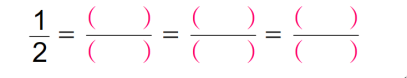 1/2 = (   )/(   ) = (   )/(   ) = (   )/(   )